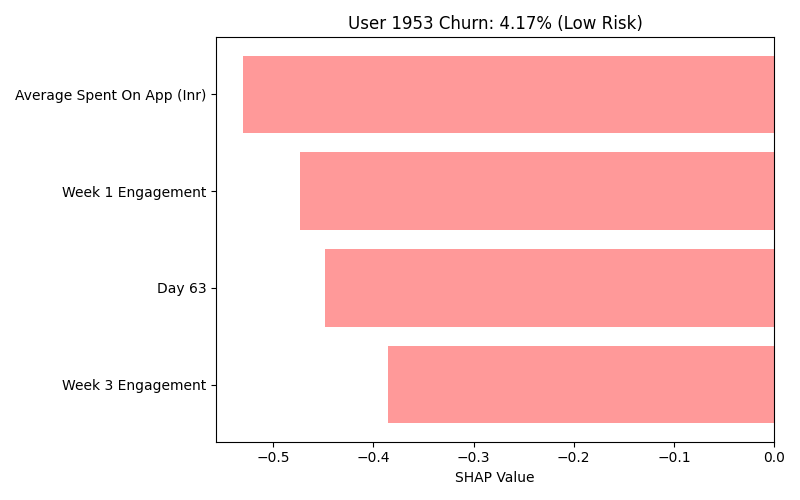 User 1953 Churn: 4.17% (Low Risk)
Average Spent On App (Inr)
Week 1 Engagement
Day 63
Week 3 Engagement
−0.5 −0.4 −0.3 −0.2 −0.1 0.0
SHAP Value